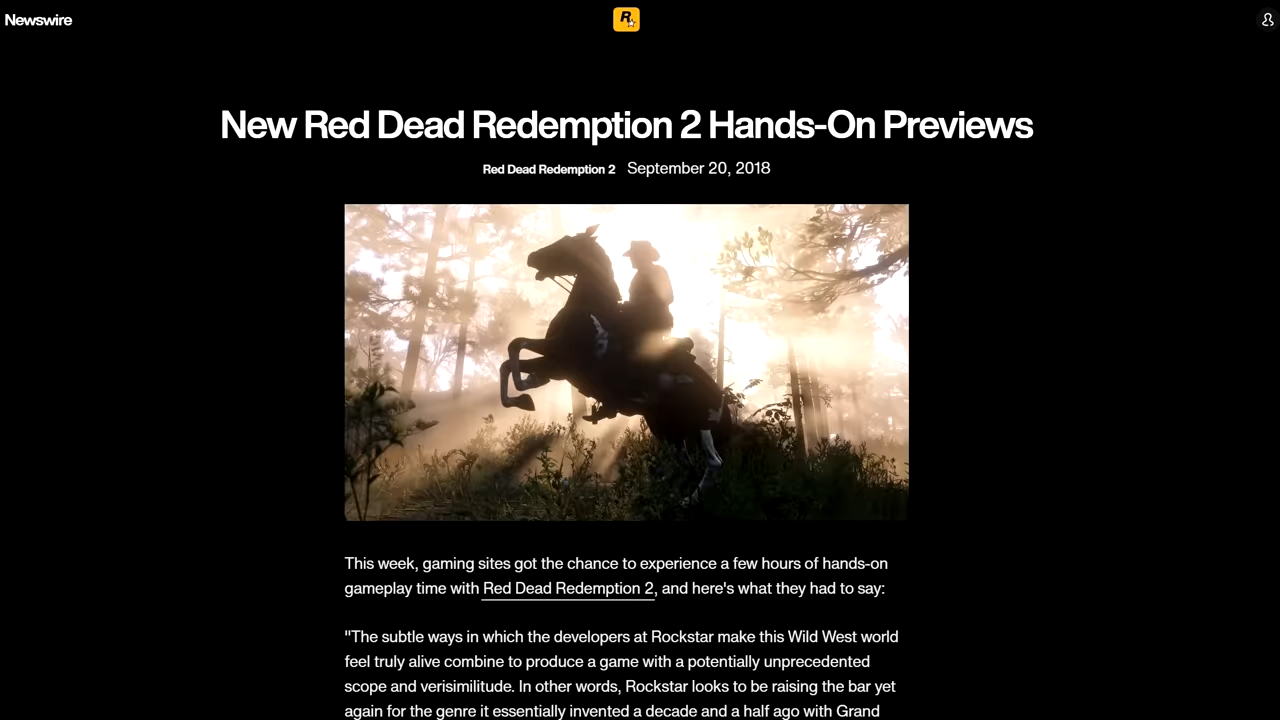 Newswire
R
New Red Dead Redemption 2 Hands-On Previews
Red Dead Redemption 2 September 20, 2018
This week, gaming sites got the chance to experience a few hours of hands-on
gameplay time with Red Dead Redemption 2, and here's what they had to say:
"The subtle ways in which the developers at Rockstar make this Wild West world
feel truly alive combine to produce a game with a potentially unprecedented
scope and verisimilitude. In other words, Rockstar looks to be raising the bar yet
again for the genre it essentially invented a decade and a half ago with Grand